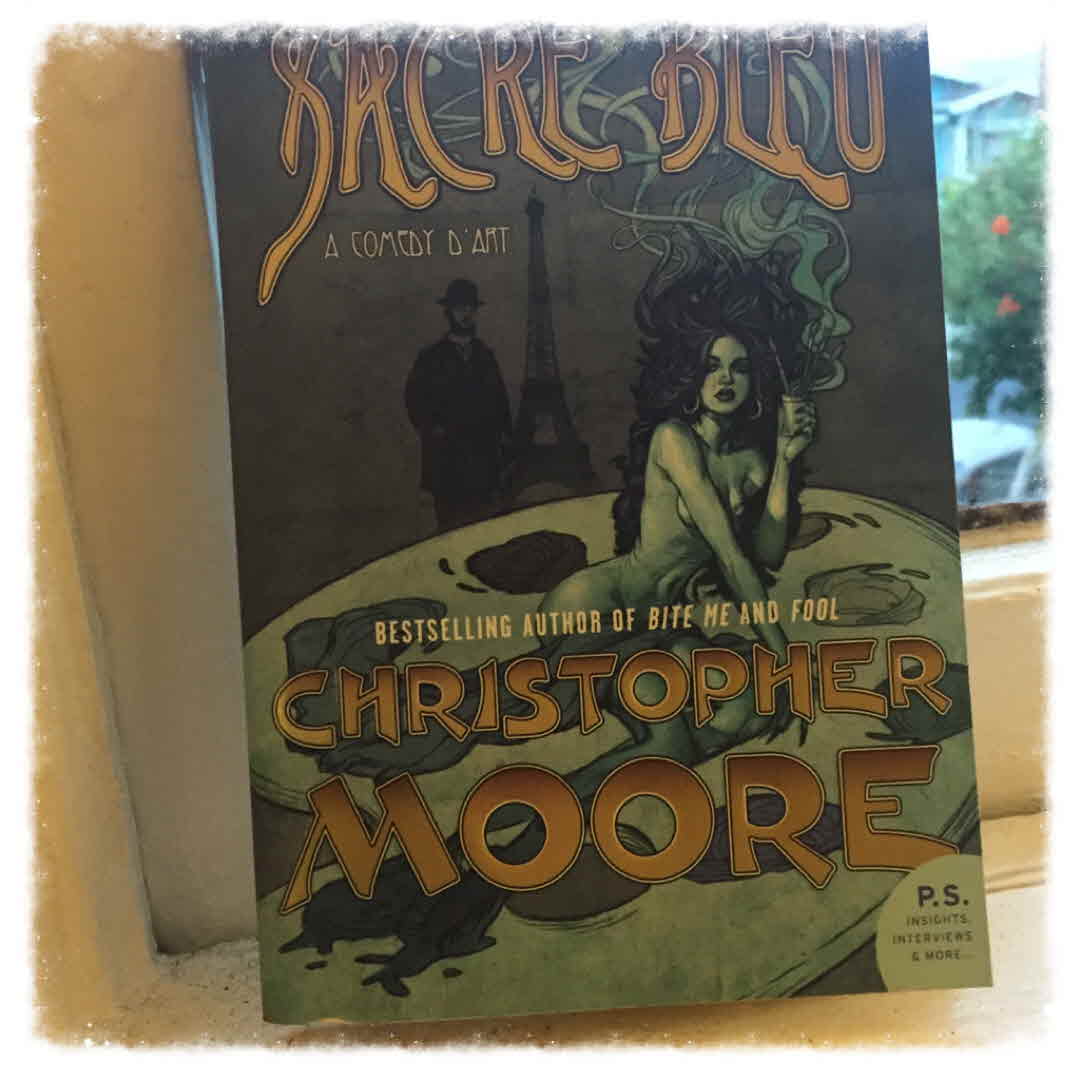 SACRÉ BLEU
A COMEDY D'ART
BESTSELLING AUTHOR OF BITE ME AND FOOL
CHRISTOPHER
MOORE
P.S.
INSIGHTS,
INTERVIEWS
& MORE...